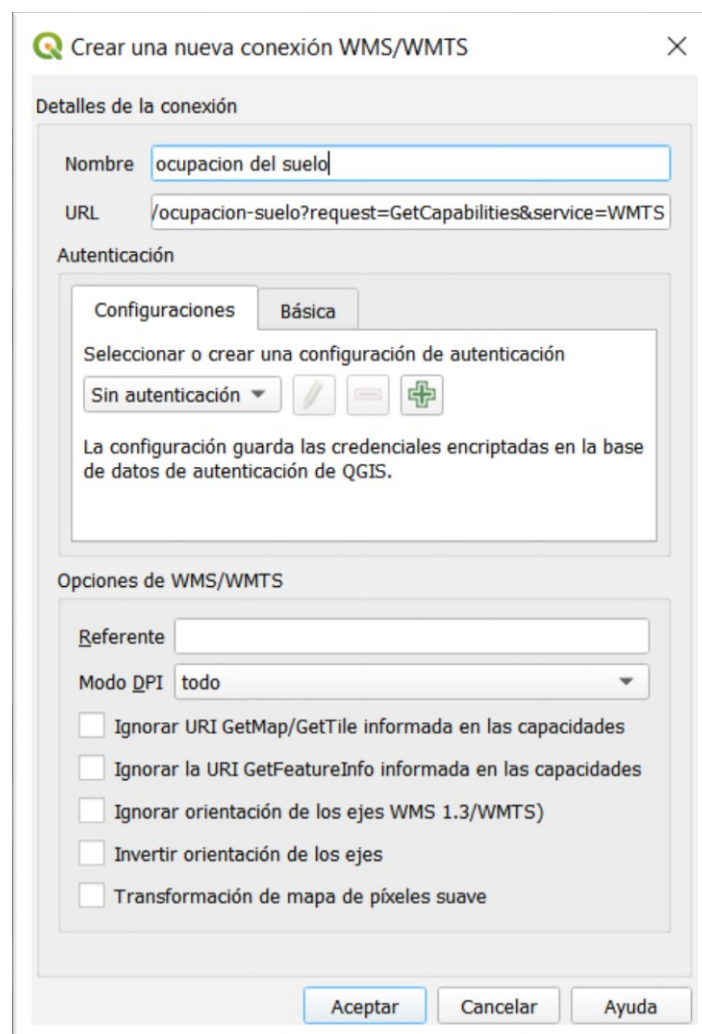 Crear una nueva conexión WMS/WMTS
Detalles de la conexión
Nombre ocupacion del suelo
URL /ocupacion-suelo?request=GetCapabilities&service=WMTS
Autenticación
Configuraciones Básica
Seleccionar o crear una configuración de autenticación
Sin autenticación
La configuración guarda las credenciales encriptadas en la base
de datos de autenticación de QGIS.
Opciones de WMS/WMTS
Referente
Modo DPI todo
Ignorar URI GetMap/GetTile informada en las capacidades
Ignorar la URI GetFeatureInfo informada en las capacidades
Ignorar orientación de los ejes WMS 1.3/WMTS)
Invertir orientación de los ejes
Transformación de mapa de píxeles suave
Aceptar Cancelar Ayuda